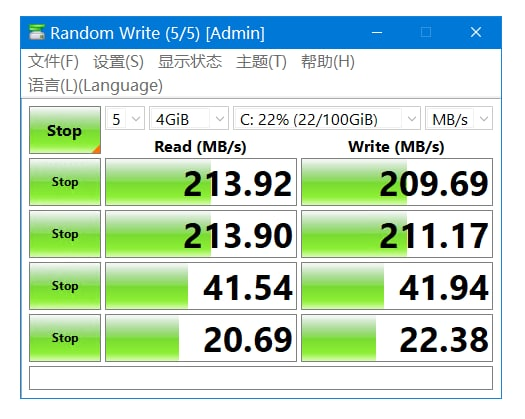 Random Write (5/5) [Admin]
文件(F) 设置(S) 显示状态 主题(T) 帮助(H)
语言(L)(Language)
Stop 5 4GiB C: 22% (22/100GiB) MB/s
Read (MB/s) Write (MB/s)
Stop 213.92 209.69
Stop 213.90 211.17
Stop 41.54 41.94
Stop 20.69 22.38